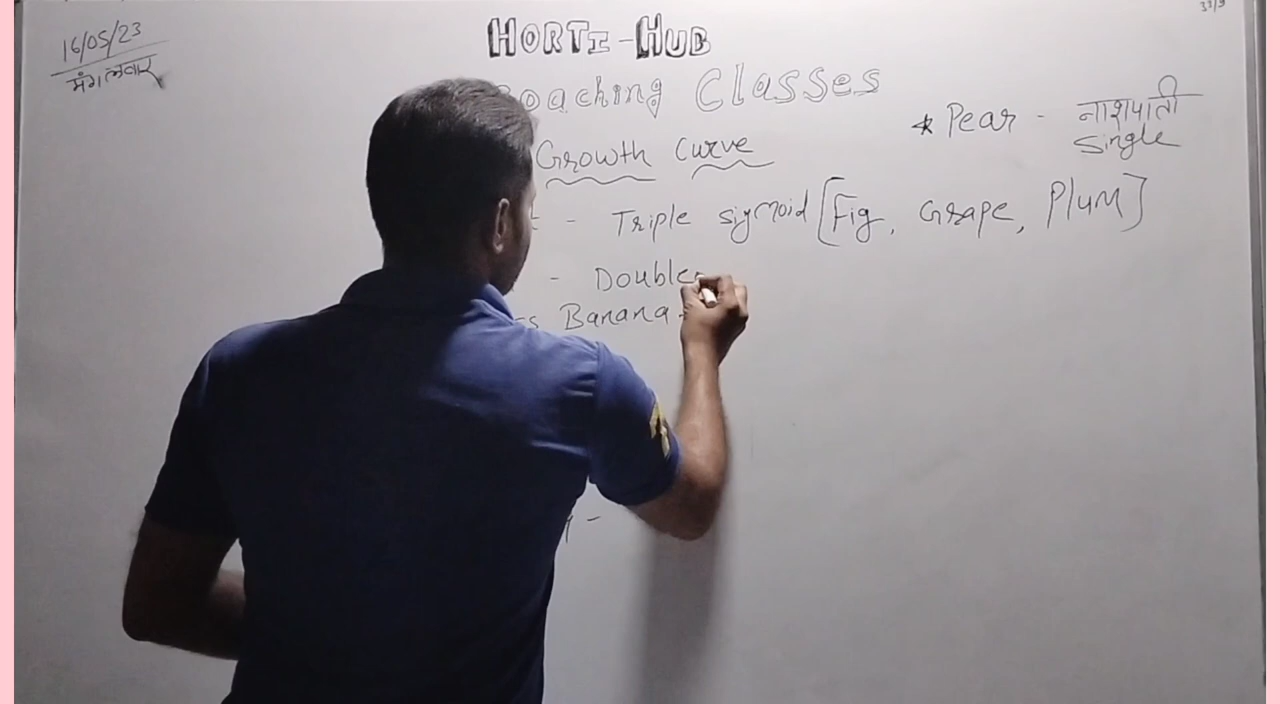 16/05/23
मंगलवार
HORTI-HUB
Coaching Classes
Growth Curve
* Pear - नाशपाती
Single
- Triple sigmoid [Fig, Grape, Plum]
- Double
Banana -
-